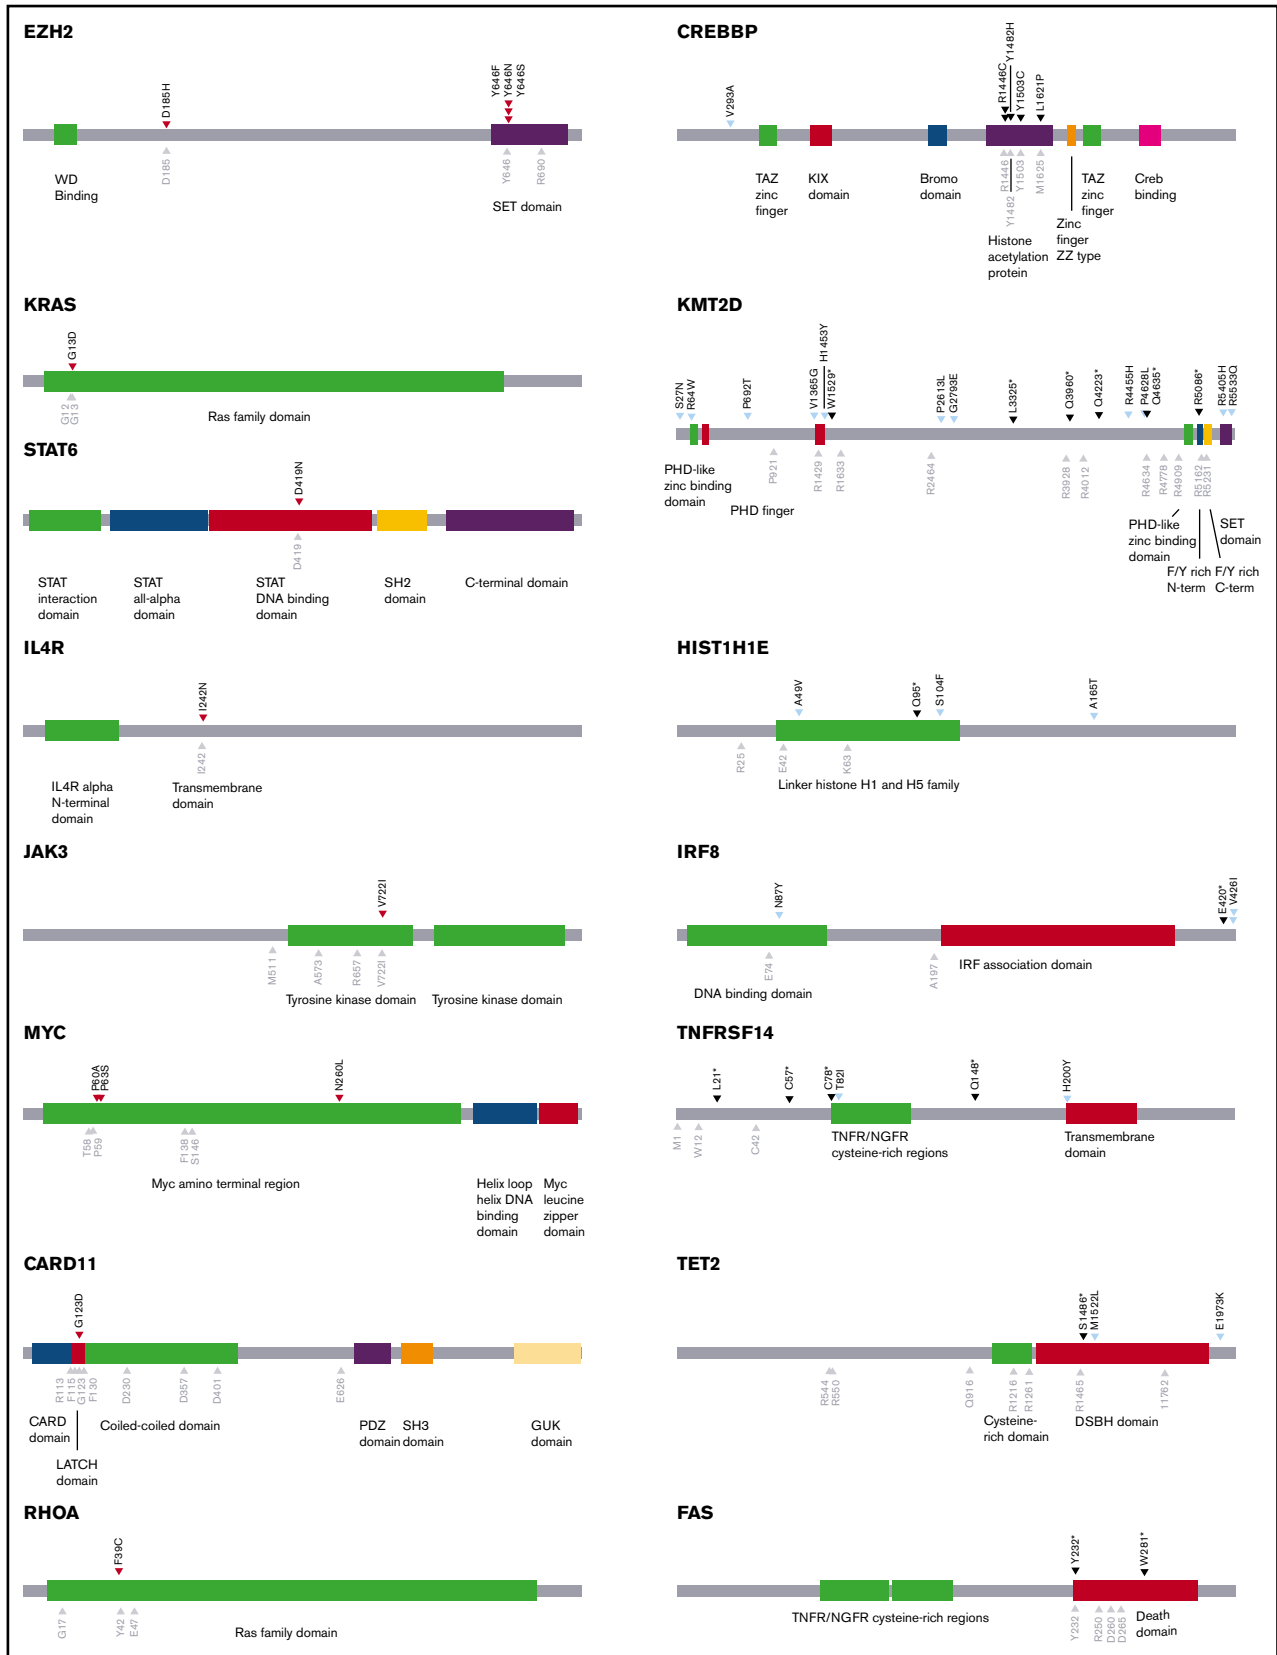 EZH2
D185H
Y646F
Y646N
Y646S
D185
Y646
R690
WD
Binding
SET domain
KRAS
G13D
G12
G13
Ras family domain
STAT6
D419N
D419
STAT
interaction
domain
STAT
all-alpha
domain
STAT
DNA binding
domain
SH2
domain
C-terminal domain
IL4R
I242N
I242
IL4R alpha
N-terminal
domain
Transmembrane
domain
JAK3
V722I
M511
A573
R657
V722I
Tyrosine kinase domain
Tyrosine kinase domain
MYC
P60A
P63S
N260L
T58
P59
F138
S146
Myc amino terminal region
Helix loop
helix DNA
binding
domain
Myc
leucine
zipper
domain
CARD11
G123D
R113
F115
G123
F130
D230
D357
D401
E626
CARD
domain
LATCH
domain
Coiled-coiled domain
PDZ
domain
SH3
domain
GUK
domain
RHOA
F39C
G17
Y42
E47
Ras family domain
CREBBP
V293A
R1446C
Y1482H
Y1503C
L1621P
R1446
Y1482
Y1503
M1625
TAZ
zinc
finger
KIX
domain
Bromo
domain
Histone
acetylation
protein
Zinc
finger
ZZ type
TAZ
zinc
finger
Creb
binding
KMT2D
S27N
R64W
P692T
V1365G
H1453Y
W1529*
P2613L
G2793E
L3325*
Q3960*
Q4223*
R4455H
P4628L
Q4635*
R5086*
R5405H
R5533Q
P921
R1429
R1633
R2464
R3928
R4012
R4634
R4778
R4909
R5162
R5231
PHD-like
zinc binding
domain
PHD finger
PHD-like
zinc binding
domain
F/Y rich
N-term
F/Y rich
C-term
SET
domain
HIST1H1E
A49V
Q95*
S104F
A165T
R25
E42
K63
Linker histone H1 and H5 family
IRF8
N87Y
E420*
V426I
E74
A197
DNA binding domain
IRF association domain
TNFRSF14
L21*
C57*
C78*
T82I
Q148*
H200Y
M1
W12
C42
TNFR/NGFR
cysteine-rich regions
Transmembrane
domain
TET2
S1486*
M1522L
E1973K
R544
R550
Q916
R1216
R1261
R1465
11762
Cysteine-
rich domain
DSBH domain
FAS
Y232*
W281*
Y232
R250
D260
D265
TNFR/NGFR cysteine-rich regions
Death
domain